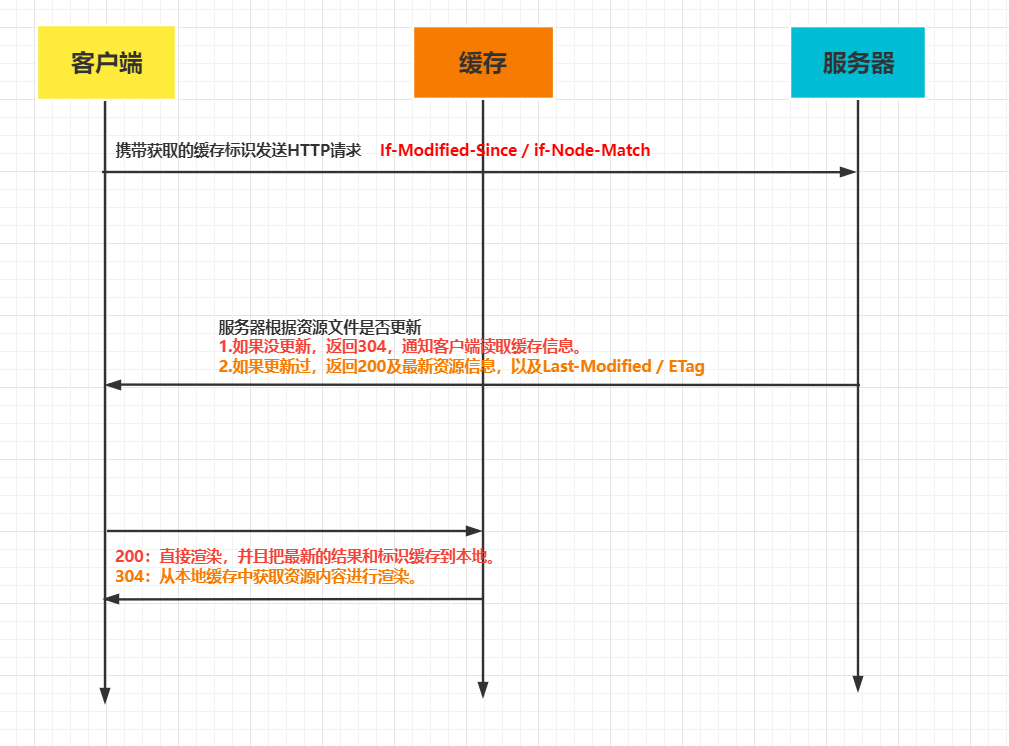 客户端
缓存
服务器
携带获取的缓存标识发送HTTP请求 If-Modified-Since / if-Node-Match
服务器根据资源文件是否更新
1.如果没更新，返回304，通知客户端读取缓存信息。
2.如果更新过，返回200及最新资源信息，以及Last-Modified / ETag
200：直接渲染，并且把最新的结果和标识缓存到本地。
304：从本地缓存中获取资源内容进行渲染。